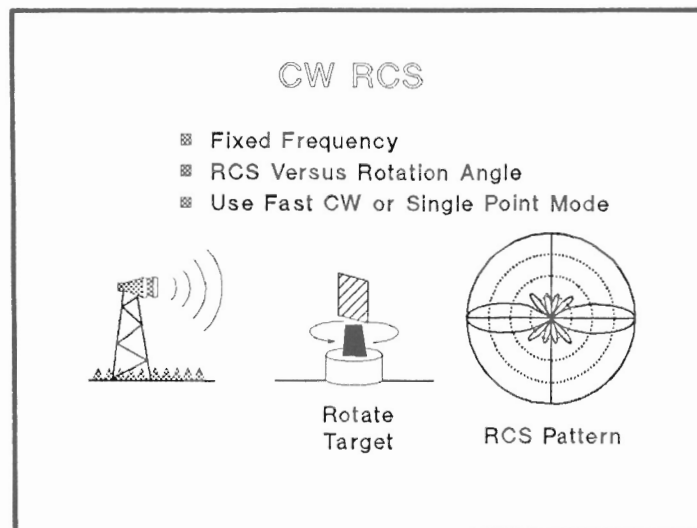 CW RCS
Fixed Frequency
RCS Versus Rotation Angle
Use Fast CW or Single Point Mode
Rotate
Target
RCS Pattern